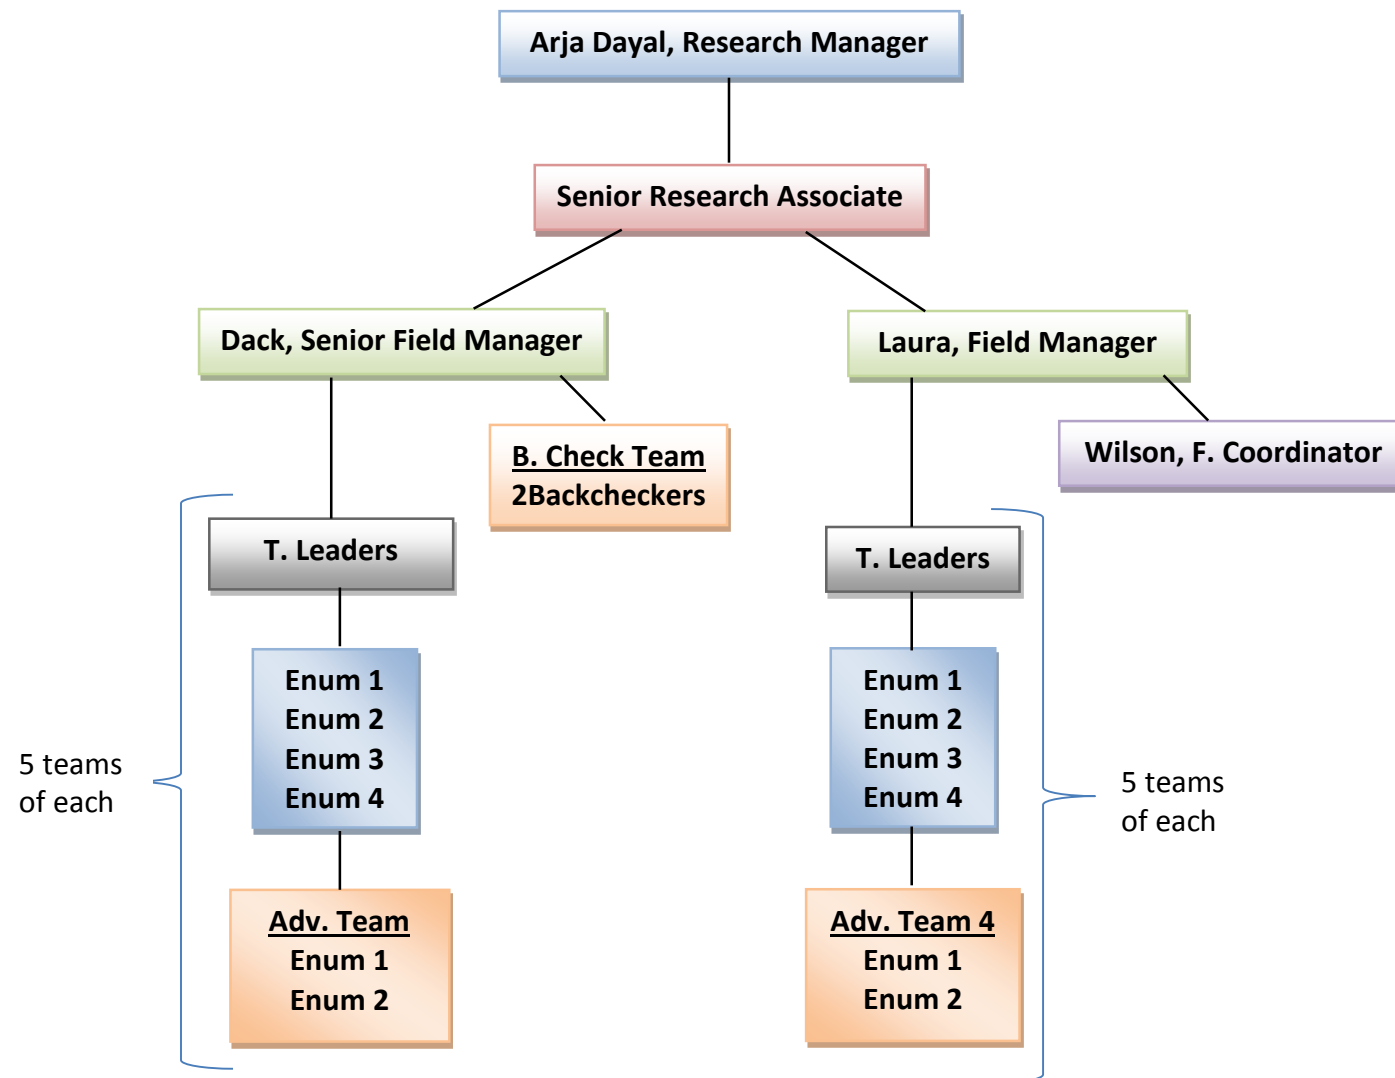 Arja Dayal, Research Manager
Senior Research Associate
Dack, Senior Field Manager
Laura, Field Manager
B. Check Team
2Backcheckers
Wilson, F. Coordinator
T. Leaders
T. Leaders
Enum 1
Enum 2
Enum 3
Enum 4
Enum 1
Enum 2
Enum 3
Enum 4
5 teams
of each
5 teams
of each
Adv. Team
Enum 1
Enum 2
Adv. Team 4
Enum 1
Enum 2